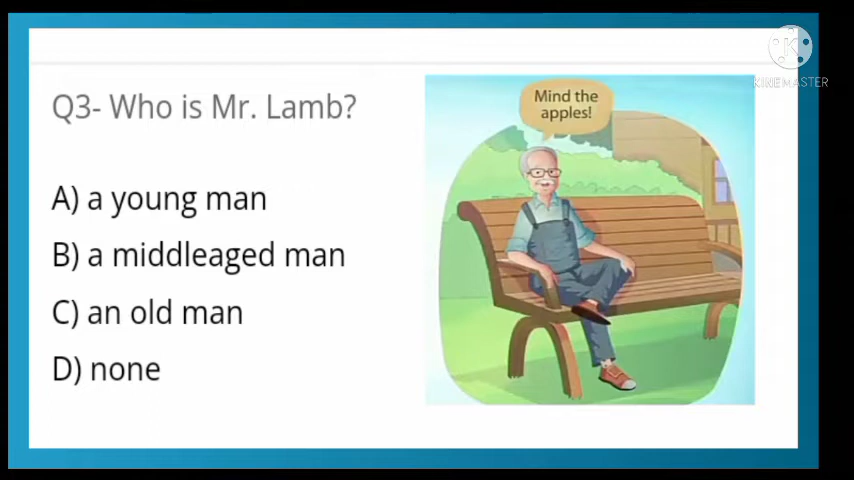 Q3- Who is Mr. Lamb?
A) a young man
B) a middleaged man
C) an old man
D) none
Mind the
apples!
K
KINEMASTER